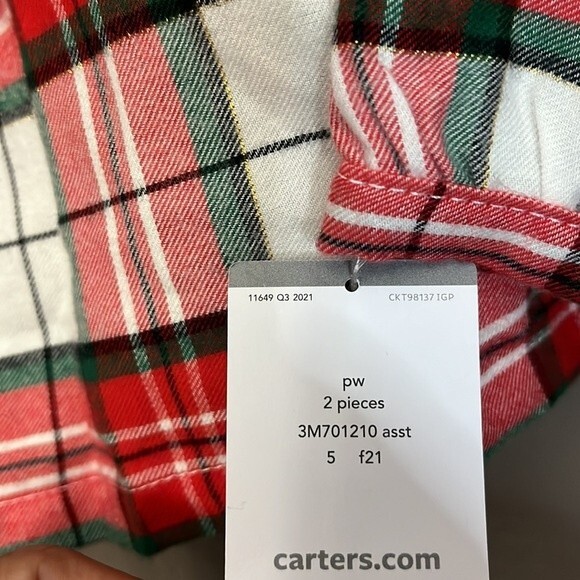 11649 Q3 2021 CKT98137 IGP
pw
2 pieces
3M701210 asst
5 f21
carters.com